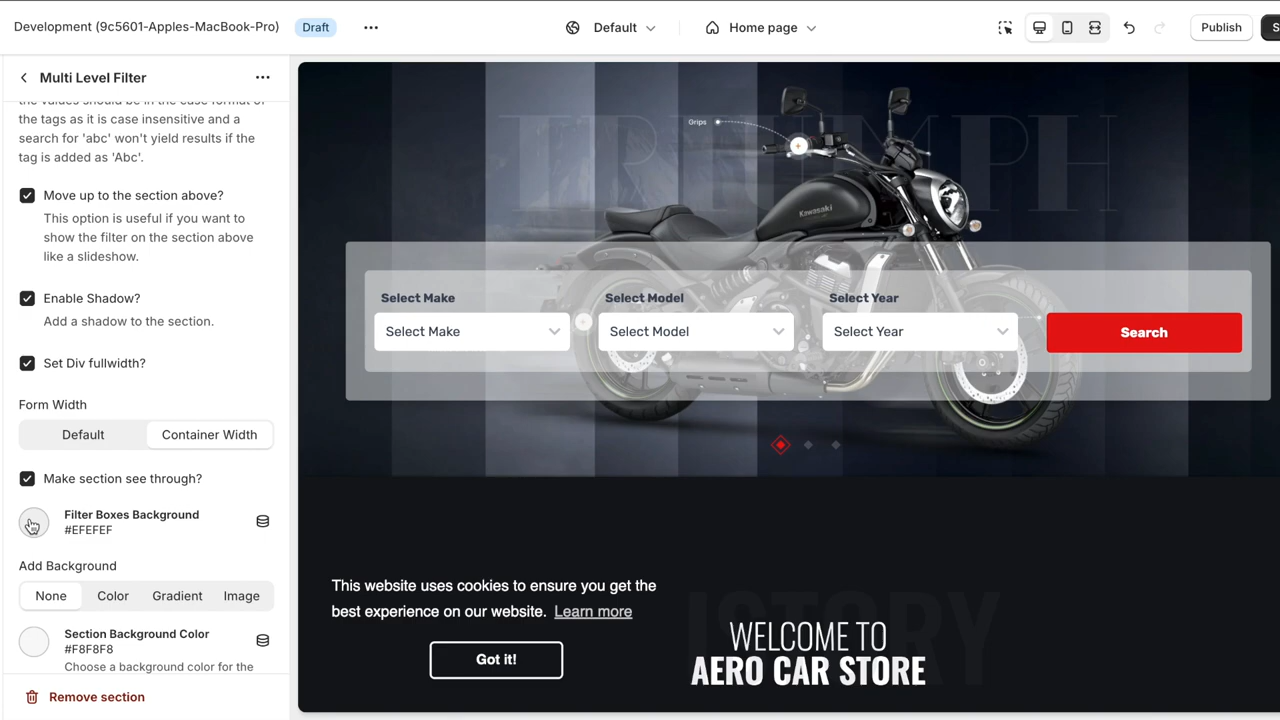 Development (9c5601-Apples-MacBook-Pro) Draft
Default
Home page
Publish
S
Multi Level Filter
the values should be in the case format of
the tags as it is case insensitive and a
search for 'abc' won't yield results if the
tag is added as 'Abc'.
Move up to the section above?
This option is useful if you want to
show the filter on the section above
like a slideshow.
Enable Shadow?
Add a shadow to the section.
Set Div fullwidth?
Form Width
Default Container Width
Make section see through?
Filter Boxes Background
#EFEFEF
Add Background
None Color Gradient Image
Section Background Color
#F8F8F8
Choose a background color for the
Remove section
TRIUMPH
Grips
Kawasaki
Select Make Select Model Select Year
Select Make Select Model Select Year Search
This website uses cookies to ensure you get the
best experience on our website. Learn more
Got it!
WELCOME TO
AERO CAR STORE